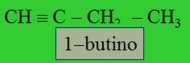 CH ≡ C – CH₂ – CH₃
1–butino